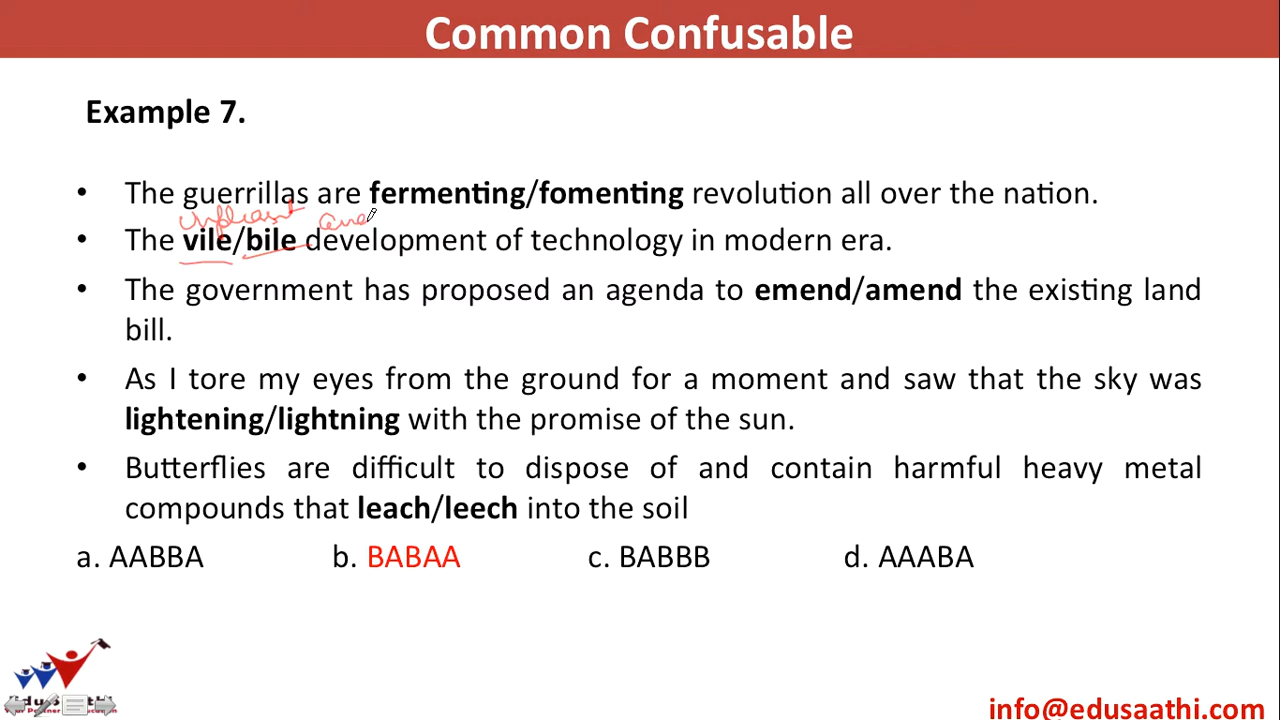 Common Confusable
Example 7.
• The guerrillas are fermenting/fomenting revolution all over the nation.
• The vile/bile development of technology in modern era.
• The government has proposed an agenda to emend/amend the existing land
bill.
• As I tore my eyes from the ground for a moment and saw that the sky was
lightening/lightning with the promise of the sun.
• Butterflies are difficult to dispose of and contain harmful heavy metal
compounds that leach/leech into the soil
a. AABBA b. BABAA c. BABBB d. AAABA
info@edusaathi.com